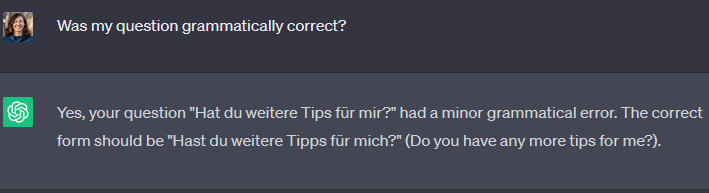 Was my question grammatically correct?
Yes, your question "Hat du weitere Tips für mir?" had a minor grammatical error. The correct
form should be "Hast du weitere Tipps für mich?" (Do you have any more tips for me?).